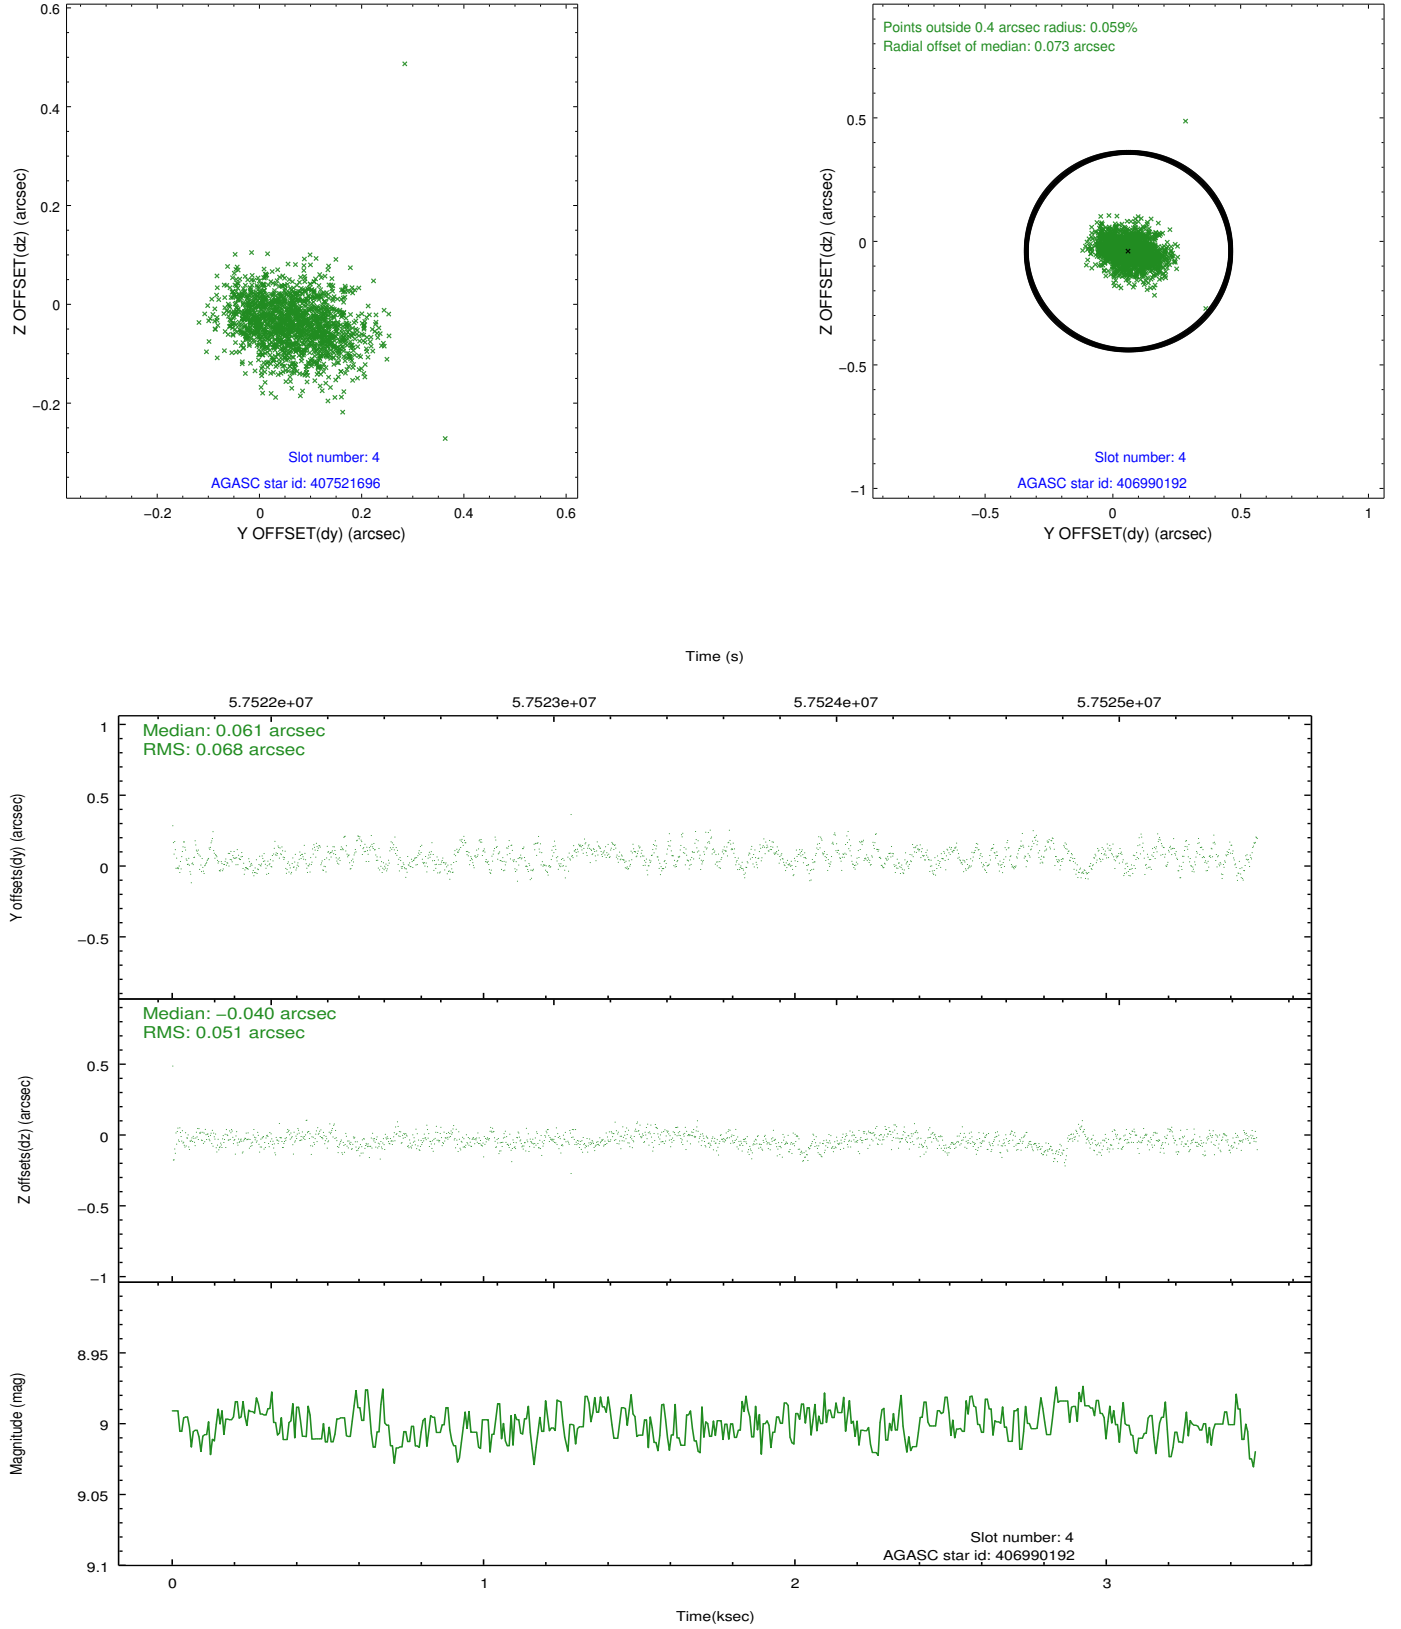 0.6
0.4
0.2
0
−0.2
Z OFFSET(dz) (arcsec)
Slot number: 4
AGASC star id: 407521696
−0.2
0
0.2
0.4
0.6
Y OFFSET(dy) (arcsec)
Points outside 0.4 arcsec radius: 0.059%
Radial offset of median: 0.073 arcsec
0.5
0
−0.5
−1
Z OFFSET(dz) (arcsec)
Slot number: 4
AGASC star id: 406990192
−0.5
0
0.5
1
Y OFFSET(dy) (arcsec)
Time (s)
5.7522e+07
5.7523e+07
5.7524e+07
5.7525e+07
Median: 0.061 arcsec
RMS: 0.068 arcsec
1
0.5
0
−0.5
Y offsets(dy) (arcsec)
Median: −0.040 arcsec
RMS: 0.051 arcsec
0.5
0
−0.5
−1
Z offsets(dz) (arcsec)
8.95
9
9.05
9.1
Magnitude (mag)
Slot number: 4
AGASC star id: 406990192
0
1
2
3
Time(ksec)